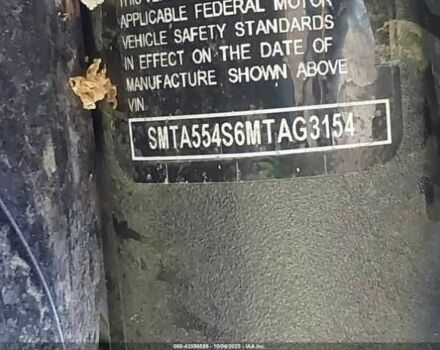 APPLICABLE FEDERAL MOTOR
VEHICLE SAFETY STANDARDS
IN EFFECT ON THE DATE OF
MANUFACTURE SHOWN ABOVE
VIN
SMTA554S6MTAG3154